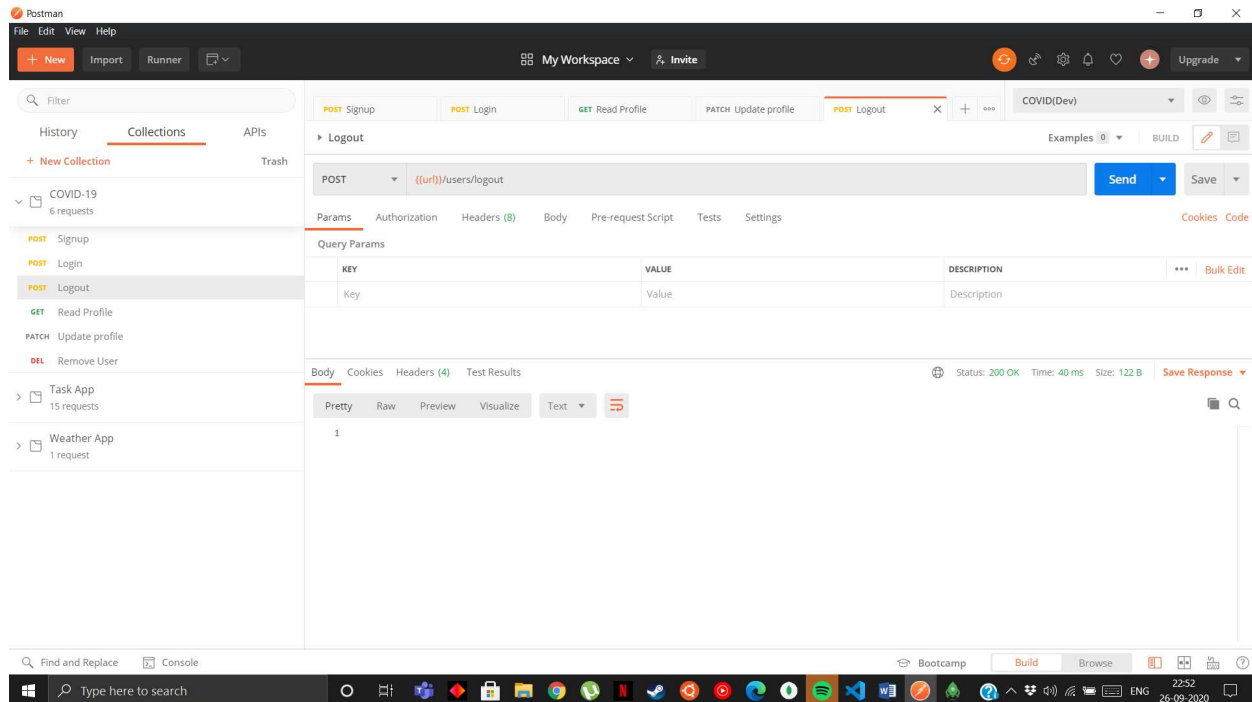 Postman
File Edit View Help
+ New Import Runner My Workspace Invite Upgrade
Filter
History Collections APIs
+ New Collection Trash
COVID-19
6 requests
POST Signup
POST Login
POST Logout
GET Read Profile
PATCH Update profile
DEL Remove User
Task App
15 requests
Weather App
1 request
POST Signup POST Login GET Read Profile PATCH Update profile POST Logout COVID(Dev)
Logout Examples 0 BUILD
POST {{url}}/users/logout Send Save
Params Authorization Headers (8) Body Pre-request Script Tests Settings Cookies Code
Query Params
KEY VALUE DESCRIPTION Bulk Edit
Key Value Description
Body Cookies Headers (4) Test Results Status: 200 OK Time: 40 ms Size: 122 B Save Response
Pretty Raw Preview Visualize Text
1
Find and Replace Console Bootcamp Build Browse
Type here to search ENG 22:52
26-09-2020